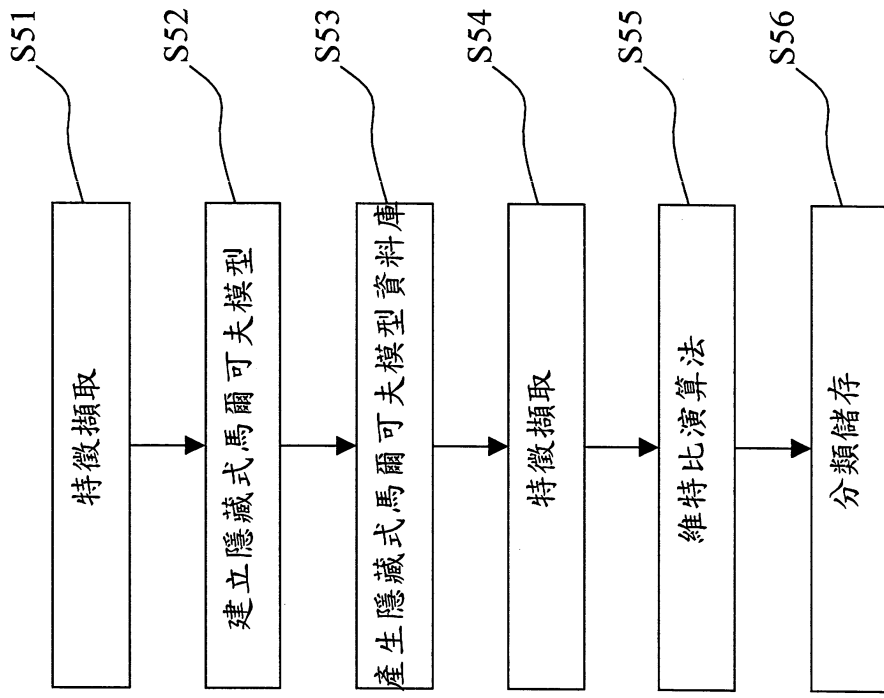 特徵擷取
S51
建立隱藏式馬爾可夫模型
S52
產生隱藏式馬爾可夫模型資料庫
S53
特徵擷取
S54
維特比演算法
S55
分類儲存
S56